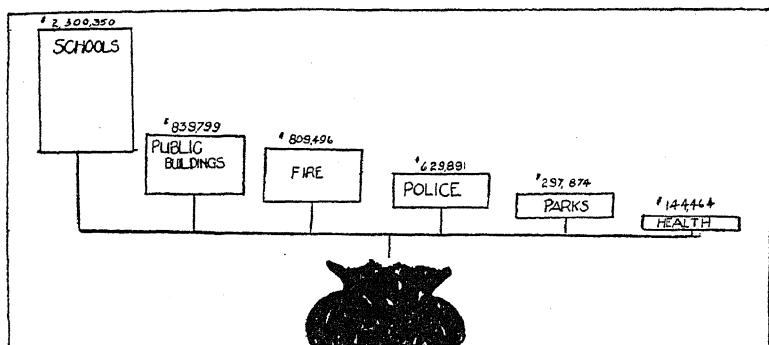 $2,300,350
SCHOOLS
$839,799
PUBLIC
BUILDINGS
$809,496
FIRE
$629,891
POLICE
$297,874
PARKS
$144,464
HEALTH